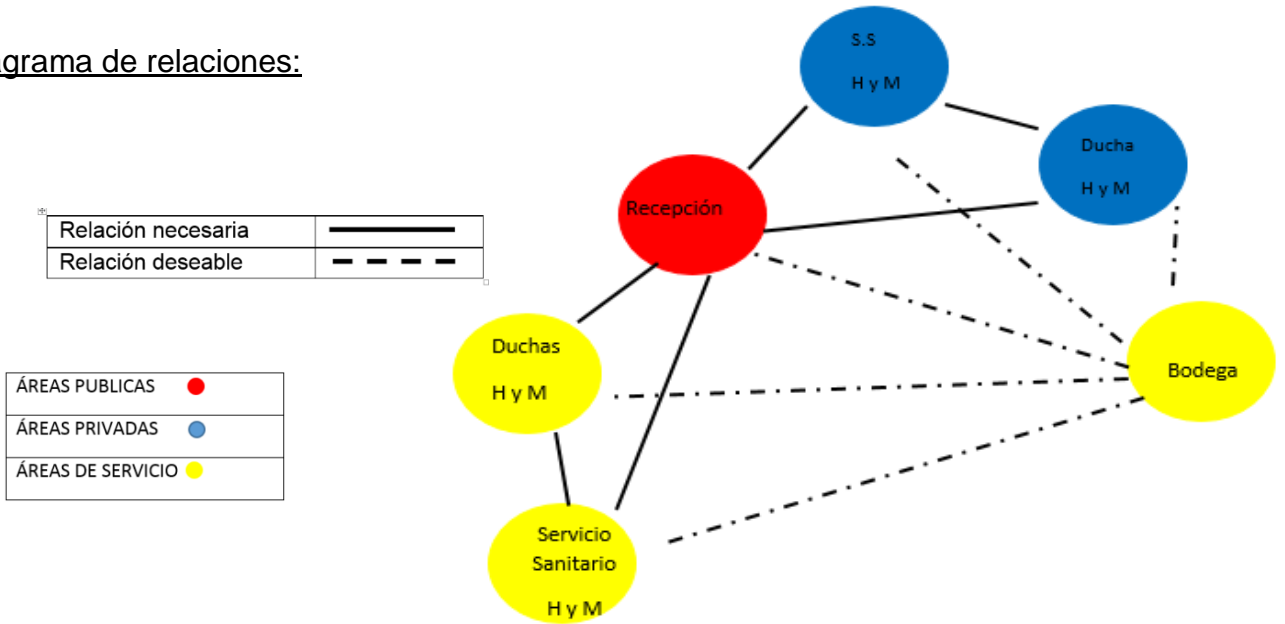 agrama de relaciones:
Relación necesaria
Relación deseable
ÁREAS PUBLICAS
ÁREAS PRIVADAS
ÁREAS DE SERVICIO
S.S
H y M
Ducha
H y M
Recepción
Duchas
H y M
Bodega
Servicio
Sanitario
H y M